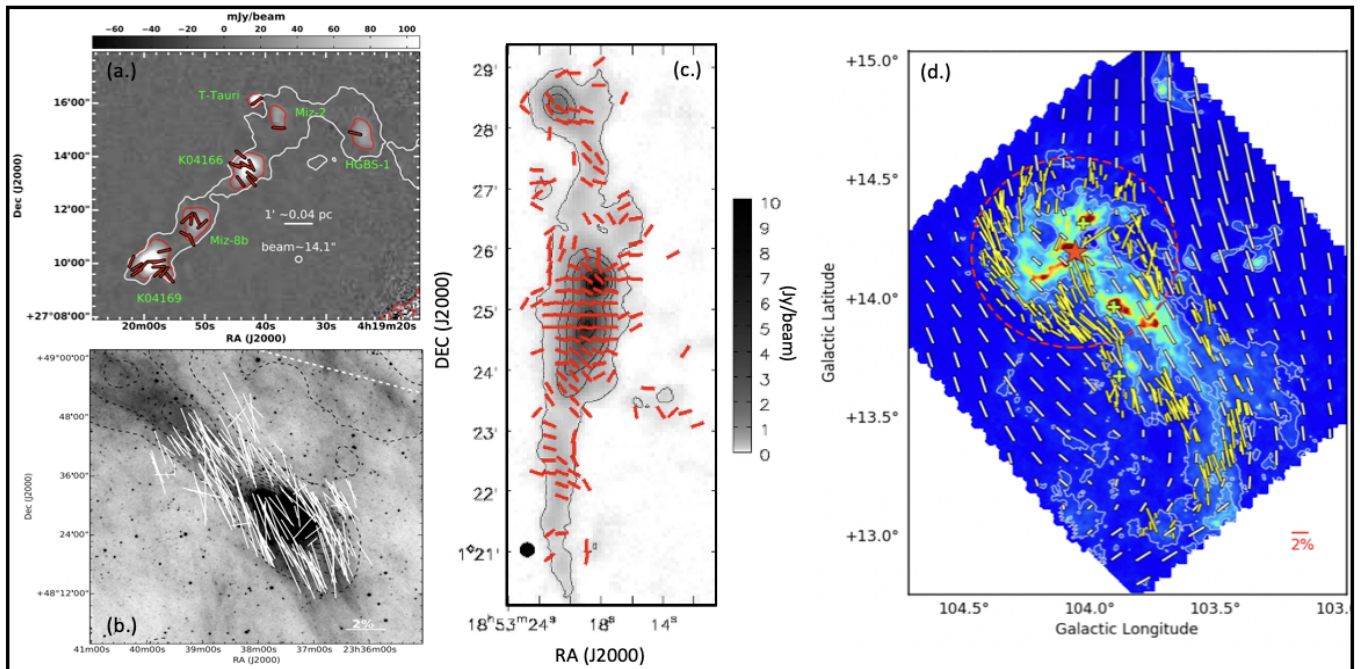 mJy/beam
−60 −40 −20 0 20 40 60 80 100
(a.)
T-Tauri
Miz-2
K04166
HGBS-1
Miz-8b
K04169
1' ~0.04 pc
beam~14.1"
Dec (J2000)
16'00"
14'00"
12'00"
10'00"
+27°08'00"
20m00s 50s 40s 30s 4h19m20s
RA (J2000)
(b.)
+49°00'00"
48'00"
36'00"
24'00"
+48°12'00"
Dec (J2000)
2%
41m00s 40m00s 39m00s 38m00s 37m00s 23h36m00s
RA (J2000)
(c.)
29'
28'
27'
26'
25'
24'
23'
22'
1°21'
DEC (J2000)
18h53m24s 18s 14s
RA (J2000)
10
9
8
7
6
5
4
3
2
1
0
(Jy/beam)
(d.)
+15.0°
+14.5°
+14.0°
+13.5°
+13.0°
Galactic Latitude
2%
104.5° 104.0° 103.5° 103.0
Galactic Longitude